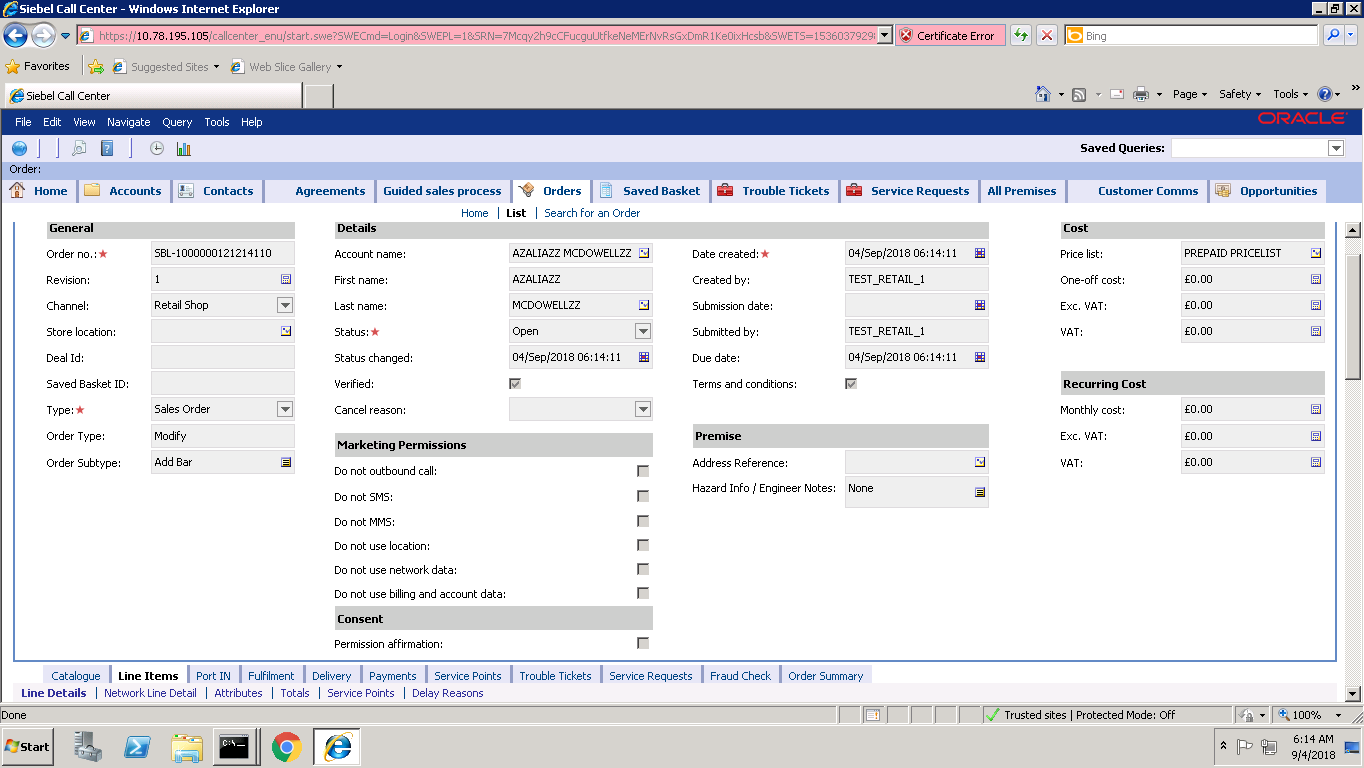 Siebel Call Center - Windows Internet Explorer
https://10.78.195.105/callcenter_enu/start.swe?SWECmd=Login&SWEPL=1&SRN=7Mcqy2h9cCFucguUtfkeNeMErNvRsGxDmR1Ke0ixHcsb&SWETS=1536037929 Certificate Error Bing
Favorites Suggested Sites Web Slice Gallery
Siebel Call Center Page Safety Tools
File Edit View Navigate Query Tools Help ORACLE
Saved Queries:
Order:
Home Accounts Contacts Agreements Guided sales process Orders Saved Basket Trouble Tickets Service Requests All Premises Customer Comms Opportunities
Home List Search for an Order
General
Order no.:★ SBL-1000000121214110
Revision: 1
Channel: Retail Shop
Store location:
Deal Id:
Saved Basket ID:
Type:★ Sales Order
Order Type: Modify
Order Subtype: Add Bar
Details
Account name: AZALIAZZ MCDOWELLZZ
First name: AZALIAZZ
Last name: MCDOWELLZZ
Status:★ Open
Status changed: 04/Sep/2018 06:14:11
Verified:
Cancel reason:
Marketing Permissions
Do not outbound call:
Do not SMS:
Do not MMS:
Do not use location:
Do not use network data:
Do not use billing and account data:
Consent
Permission affirmation:
Date created:★ 04/Sep/2018 06:14:11
Created by: TEST_RETAIL_1
Submission date:
Submitted by: TEST_RETAIL_1
Due date: 04/Sep/2018 06:14:11
Terms and conditions:
Premise
Address Reference:
Hazard Info / Engineer Notes: None
Cost
Price list: PREPAID PRICELIST
One-off cost: £0.00
Exc. VAT: £0.00
VAT: £0.00
Recurring Cost
Monthly cost: £0.00
Exc. VAT: £0.00
VAT: £0.00
Catalogue Line Items Port IN Fulfilment Delivery Payments Service Points Trouble Tickets Service Requests Fraud Check Order Summary
Line Details Network Line Detail Attributes Totals Service Points Delay Reasons
Done Trusted sites | Protected Mode: Off 100%
Start 6:14 AM
9/4/2018